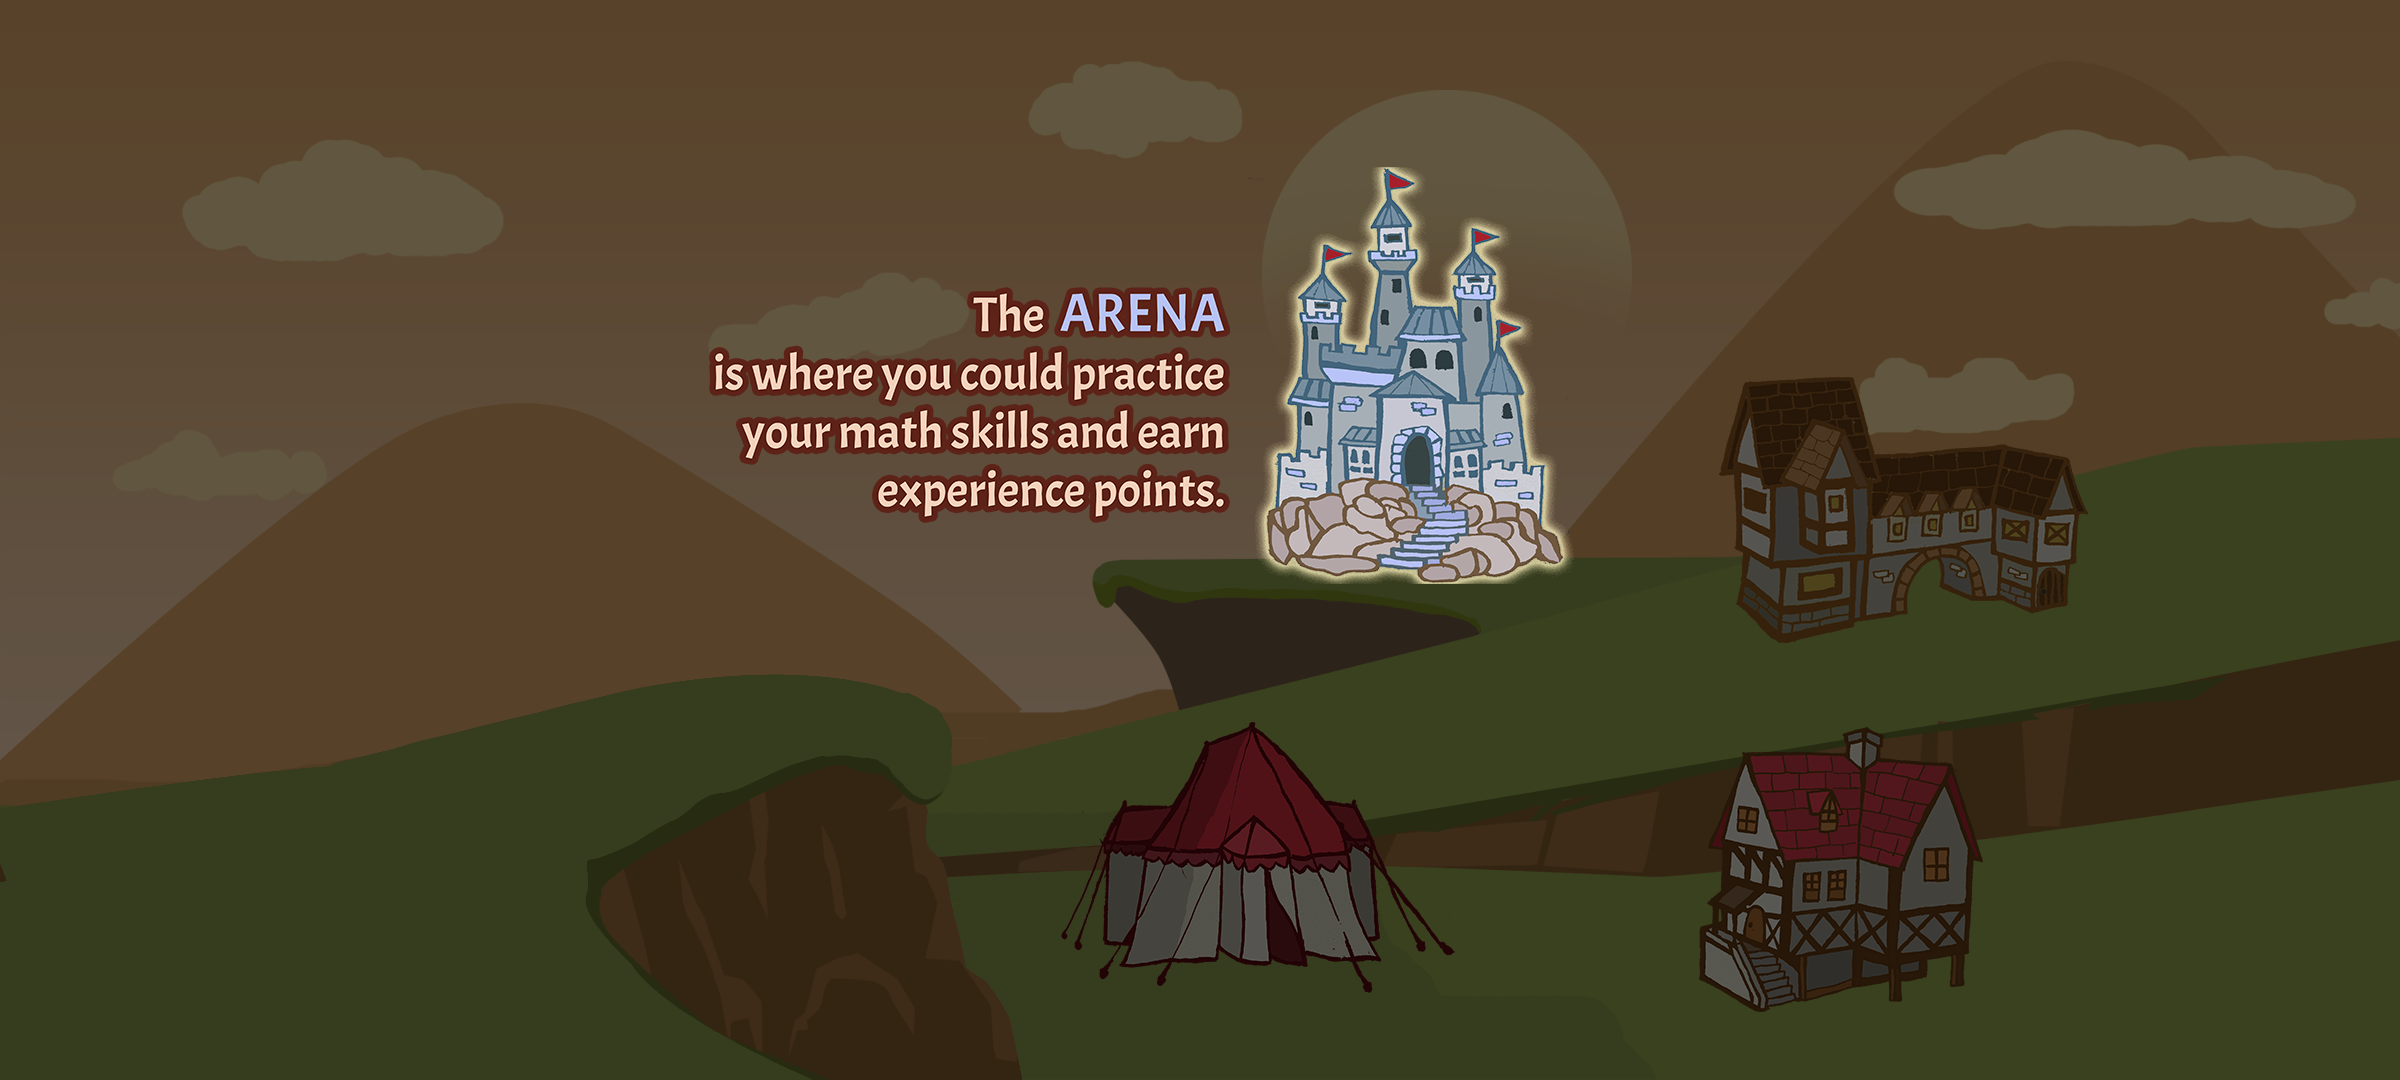 The ARENA
is where you could practice
your math skills and earn
experience points.